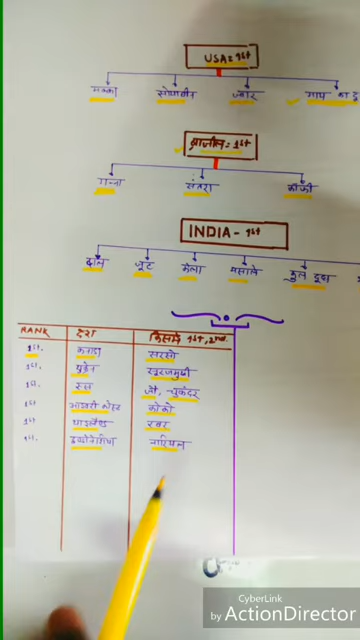 USA = 1st
मक्का सोयाबीन ज्वार गाय का दू
ब्राजील = 1st
गन्ना संतरा कॉफी
INDIA - 1st
दाल जूट केला मसाले कुल दूध
RANK देश किसमें 1st, 2nd.
1st. कनाडा सरसों
1st. यूक्रेन सूरजमुखी
1st. रूस जौ, चुकंदर
1st आइवरी कोस्ट कोको
1st थाइलैण्ड रबर
1st. इण्डोनेशिया नारियल
CyberLink
by ActionDirector